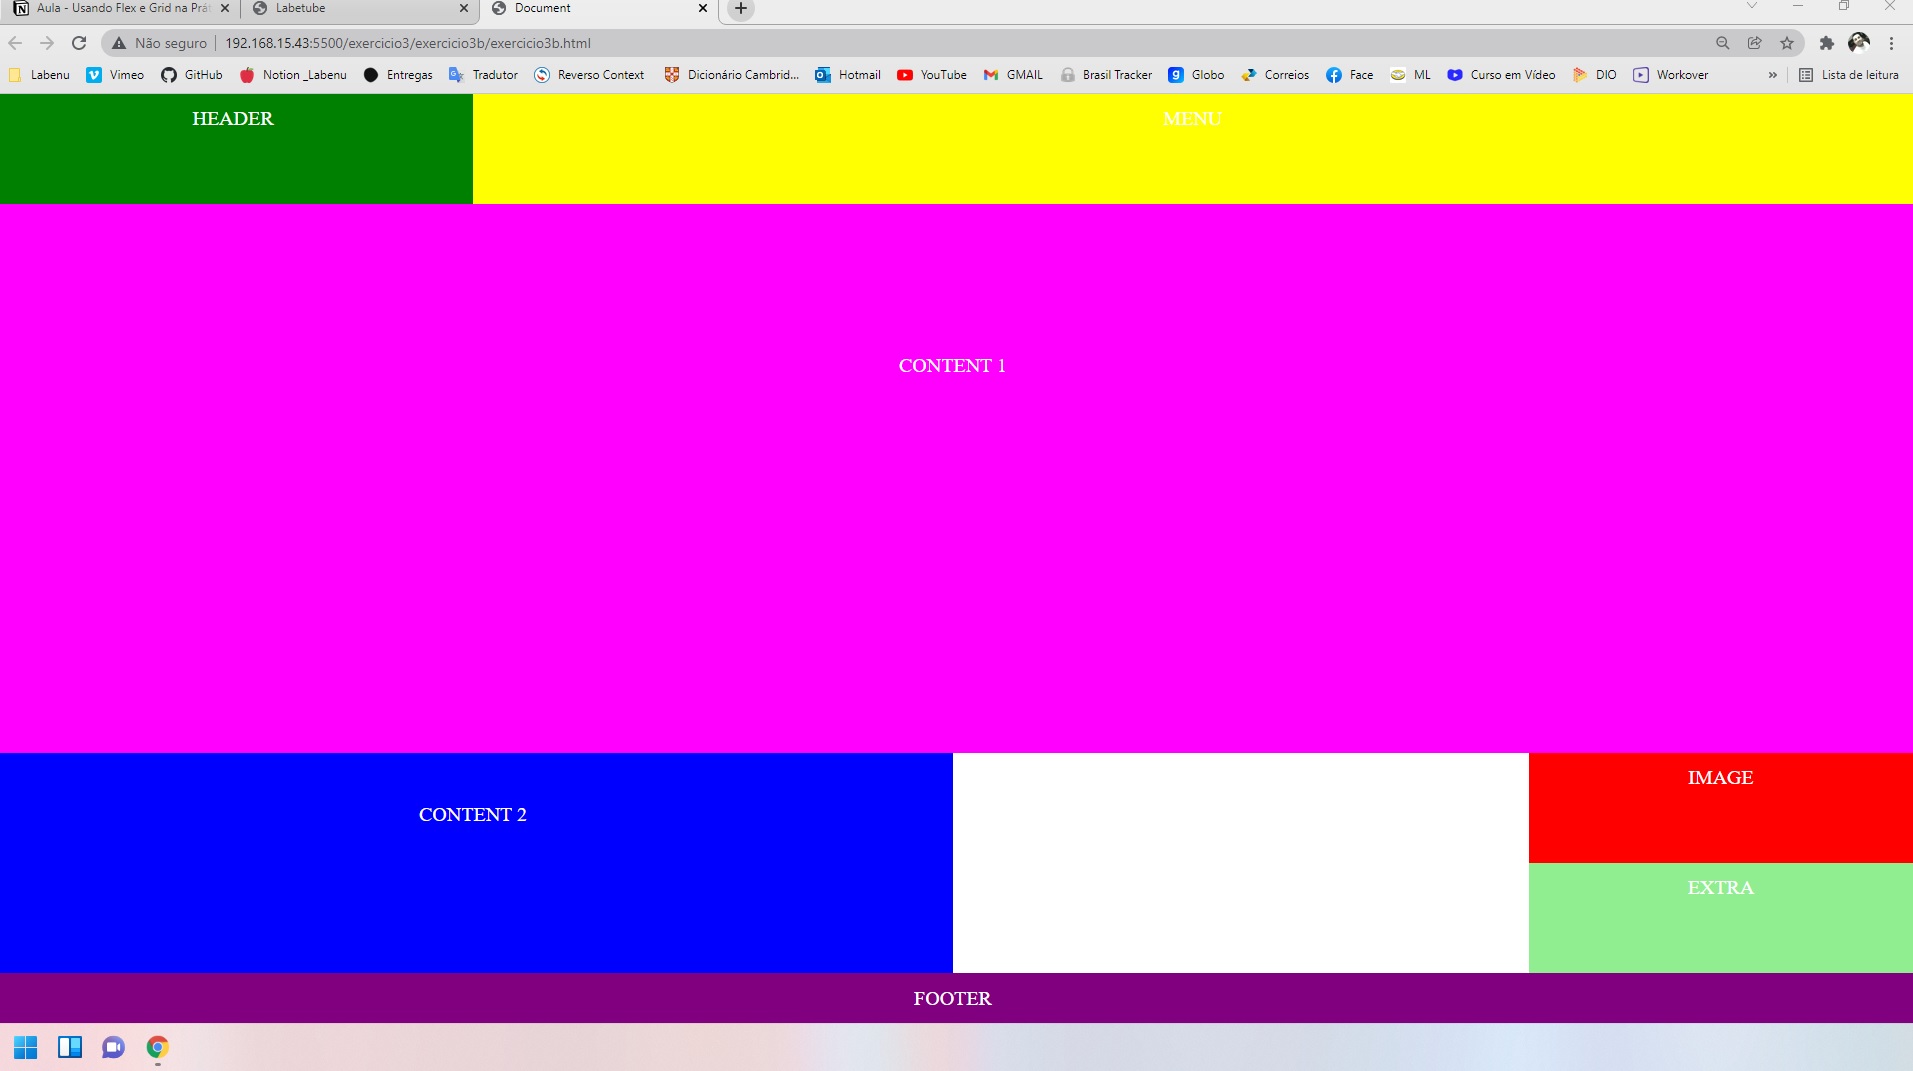 Aula - Usando Flex e Grid na Prát
Labetube
Document
Não seguro
192.168.15.43:5500/exercicio3/exercicio3b/exercicio3b.html
Labenu
Vimeo
GitHub
Notion _Labenu
Entregas
Tradutor
Reverso Context
Dicionário Cambrid...
Hotmail
YouTube
GMAIL
Brasil Tracker
Globo
Correios
Face
ML
Curso em Vídeo
DIO
Workover
»
Lista de leitura
HEADER
MENU
CONTENT 1
CONTENT 2
IMAGE
EXTRA
FOOTER